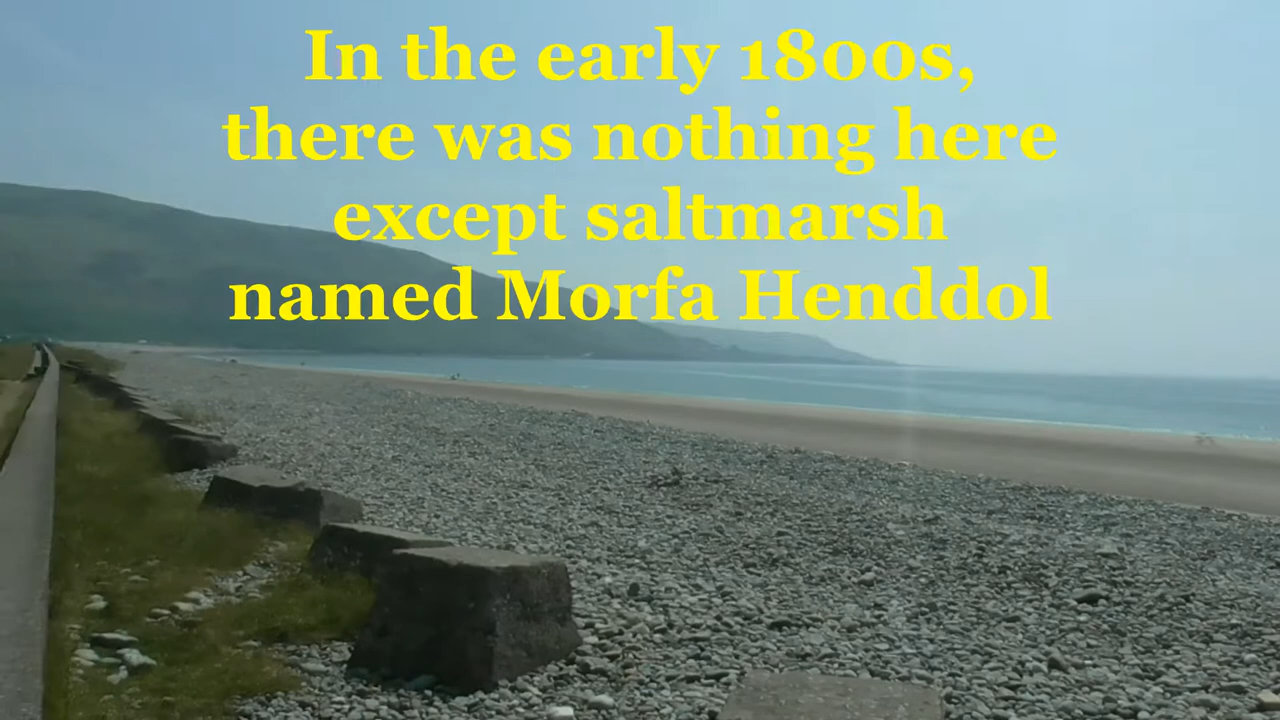 In the early 1800s,
there was nothing here
except saltmarsh
named Morfa Henddol